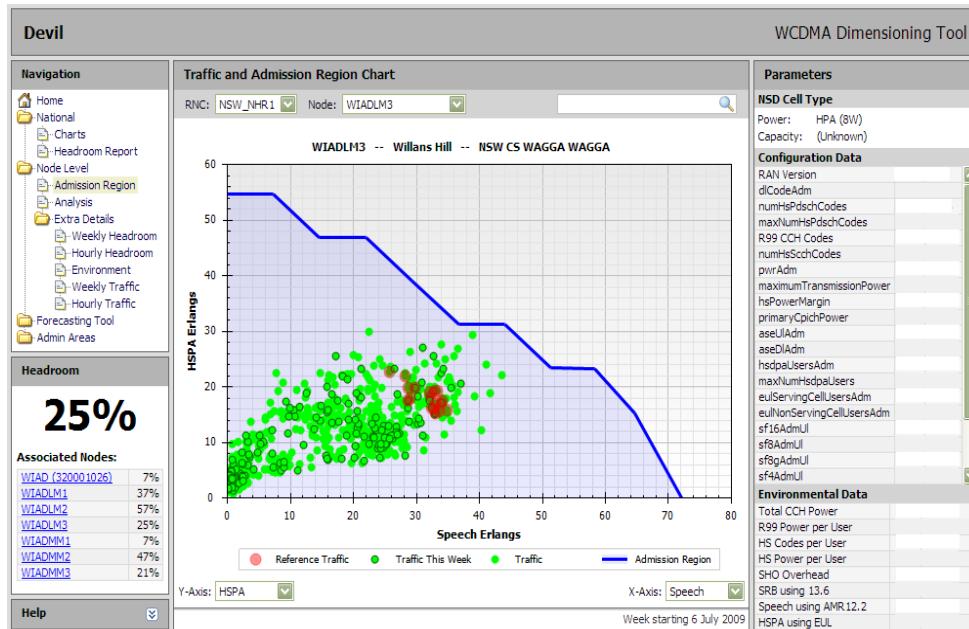 Devil
WCDMA Dimensioning Tool
Navigation
Home
National
Charts
Headroom Report
Node Level
Admission Region
Analysis
Extra Details
Weekly Headroom
Hourly Headroom
Environment
Weekly Traffic
Hourly Traffic
Forecasting Tool
Admin Areas
Headroom
25%
Associated Nodes:
WIAD (320001026) 7%
WIADLM1 37%
WIADLM2 57%
WIADLM3 25%
WIADMM1 7%
WIADMM2 47%
WIADMM3 21%
Help
Traffic and Admission Region Chart
RNC: NSW_NHR1 Node: WIADLM3
WIADLM3 -- Willans Hill -- NSW CS WAGGA WAGGA
HSPA Erlangs
60
50
40
30
20
10
0
0 10 20 30 40 50 60 70 80
Speech Erlangs
Reference Traffic Traffic This Week Traffic Admission Region
Y-Axis: HSPA X-Axis: Speech
Week starting 6 July 2009
Parameters
NSD Cell Type
Power: HPA (8W)
Capacity: (Unknown)
Configuration Data
RAN Version
dlCodeAdm
numHsPdschCodes
maxNumHsPdschCodes
R99 CCH Codes
numHsScchCodes
pwrAdm
maximumTransmissionPower
hsPowerMargin
primaryCpichPower
aseUlAdm
aseDlAdm
hsdpaUsersAdm
maxNumHsdpaUsers
eulServingCellUsersAdm
eulNonServingCellUsersAdm
sf16AdmUl
sf8AdmUl
sf8gAdmUl
sf4AdmUl
Environmental Data
Total CCH Power
R99 Power per User
HS Codes per User
HS Power per User
SHO Overhead
SRB using 13.6
Speech using AMR12.2
HSPA using EUL